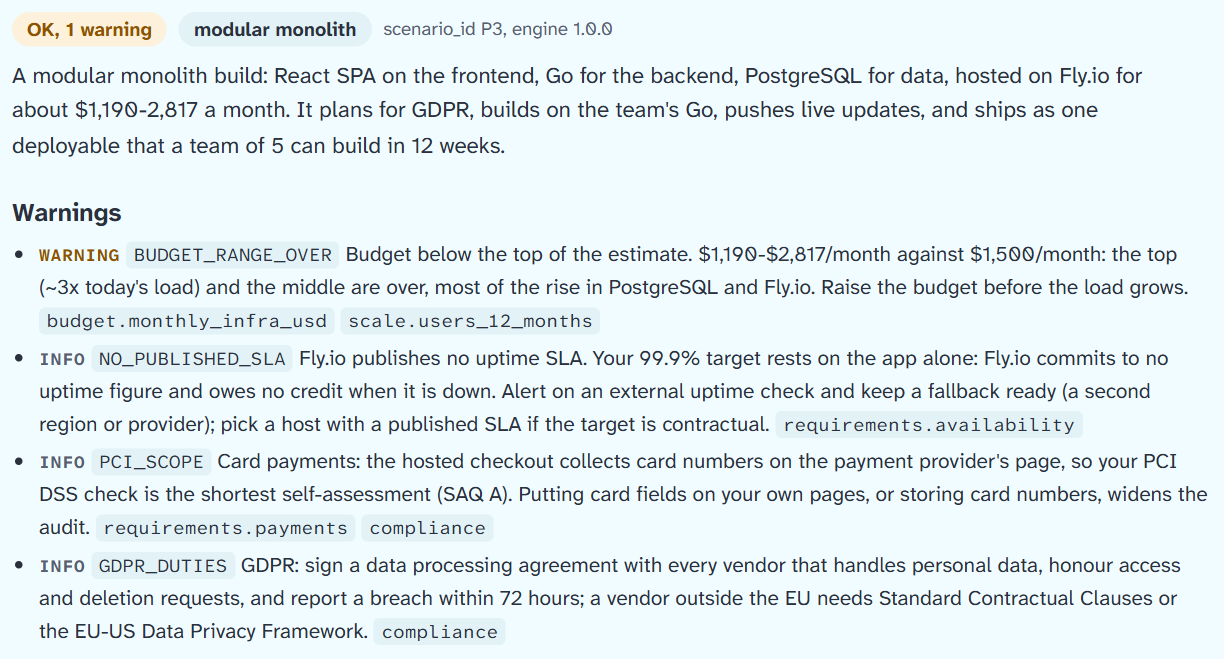 OK, 1 warning modular monolith scenario_id P3, engine 1.0.0
A modular monolith build: React SPA on the frontend, Go for the backend, PostgreSQL for data, hosted on Fly.io for
about $1,190-2,817 a month. It plans for GDPR, builds on the team's Go, pushes live updates, and ships as one
deployable that a team of 5 can build in 12 weeks.
Warnings
• WARNING BUDGET_RANGE_OVER Budget below the top of the estimate. $1,190-$2,817/month against $1,500/month: the top
(~3x today's load) and the middle are over, most of the rise in PostgreSQL and Fly.io. Raise the budget before the load grows.
budget.monthly_infra_usd scale.users_12_months
• INFO NO_PUBLISHED_SLA Fly.io publishes no uptime SLA. Your 99.9% target rests on the app alone: Fly.io commits to no
uptime figure and owes no credit when it is down. Alert on an external uptime check and keep a fallback ready (a second
region or provider); pick a host with a published SLA if the target is contractual. requirements.availability
• INFO PCI_SCOPE Card payments: the hosted checkout collects card numbers on the payment provider's page, so your PCI
DSS check is the shortest self-assessment (SAQ A). Putting card fields on your own pages, or storing card numbers, widens the
audit. requirements.payments compliance
• INFO GDPR_DUTIES GDPR: sign a data processing agreement with every vendor that handles personal data, honour access
and deletion requests, and report a breach within 72 hours; a vendor outside the EU needs Standard Contractual Clauses or
the EU-US Data Privacy Framework. compliance